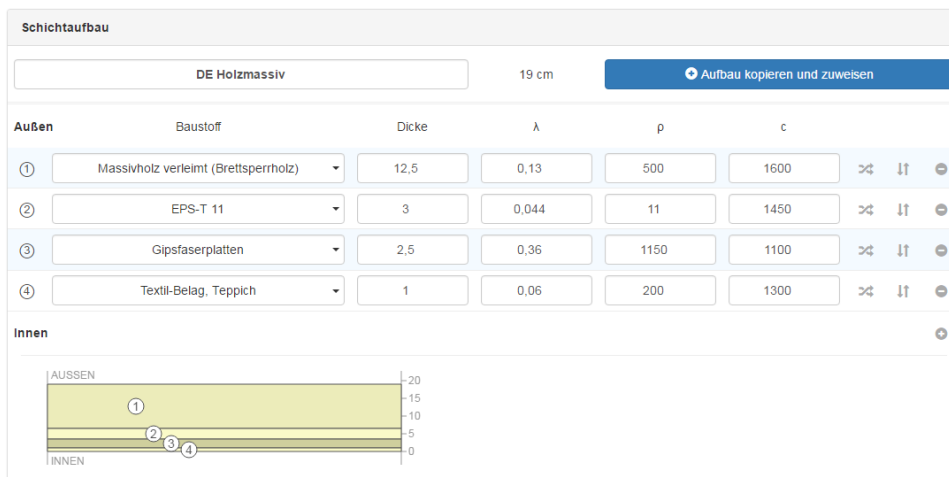 Schichtaufbau
DE Holzmassiv 19 cm Aufbau kopieren und zuweisen
Außen Baustoff Dicke λ ρ c
1 Massivholz verleimt (Brettsperrholz) 12,5 0,13 500 1600
2 EPS-T 11 3 0,044 11 1450
3 Gipsfaserplatten 2,5 0,36 1150 1100
4 Textil-Belag, Teppich 1 0,06 200 1300
Innen
AUSSEN
20
15
1
10
2
5
3
4
0
INNEN